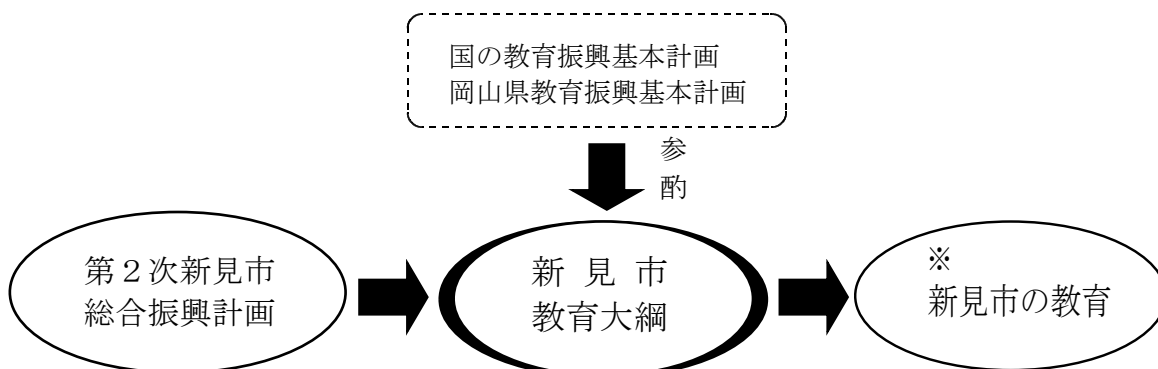 国の教育振興基本計画
岡山県教育振興基本計画
参
酌
第２次新見市
総合振興計画
新 見 市
教育大綱
※
新見市の教育